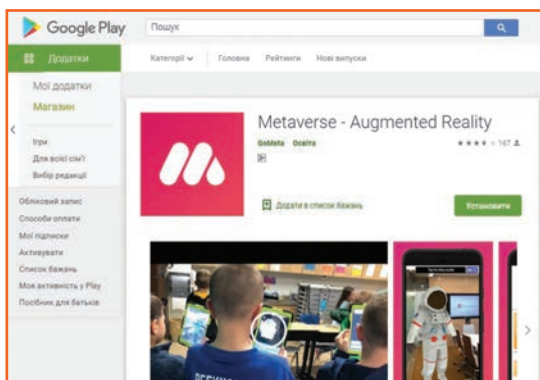 Google Play
Пошук
Додатки
Категорії
Головна
Рейтинги
Нові випуски
Мої додатки
Магазин
Ігри
Для всієї сім'ї
Вибір редакції
Обліковий запис
Способи оплати
Мої підписки
Активувати
Список бажань
Моя активність у Play
Посібник для батьків
Metaverse - Augmented Reality
GoMeta Освіта
167
Додати в список бажань
Установити